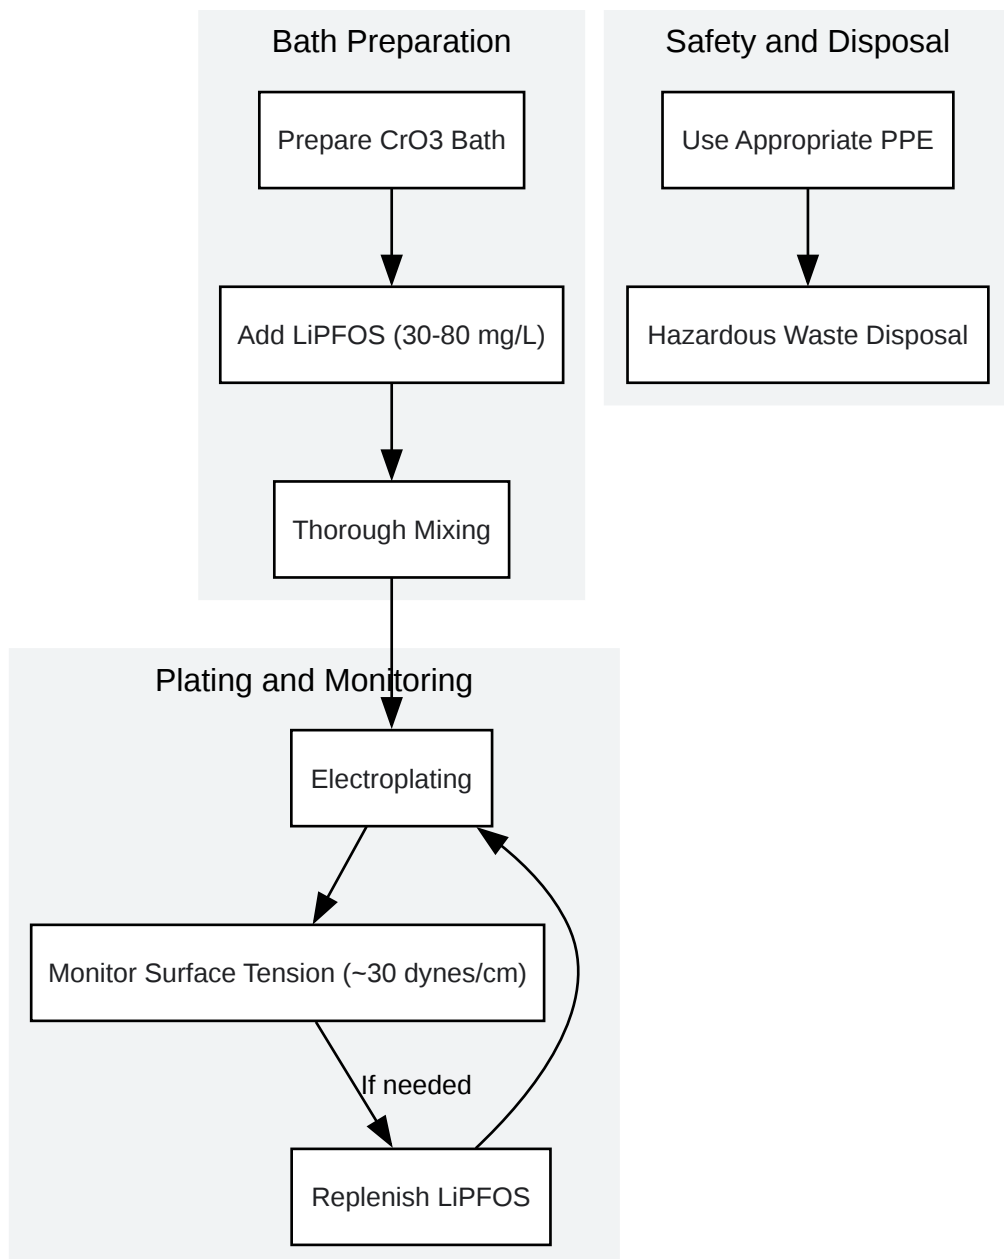 Bath Preparation
Prepare CrO3 Bath
Add LiPFOS (30-80 mg/L)
Thorough Mixing
Safety and Disposal
Use Appropriate PPE
Hazardous Waste Disposal
Plating and Monitoring
Electroplating
Monitor Surface Tension (~30 dynes/cm)
If needed
Replenish LiPFOS